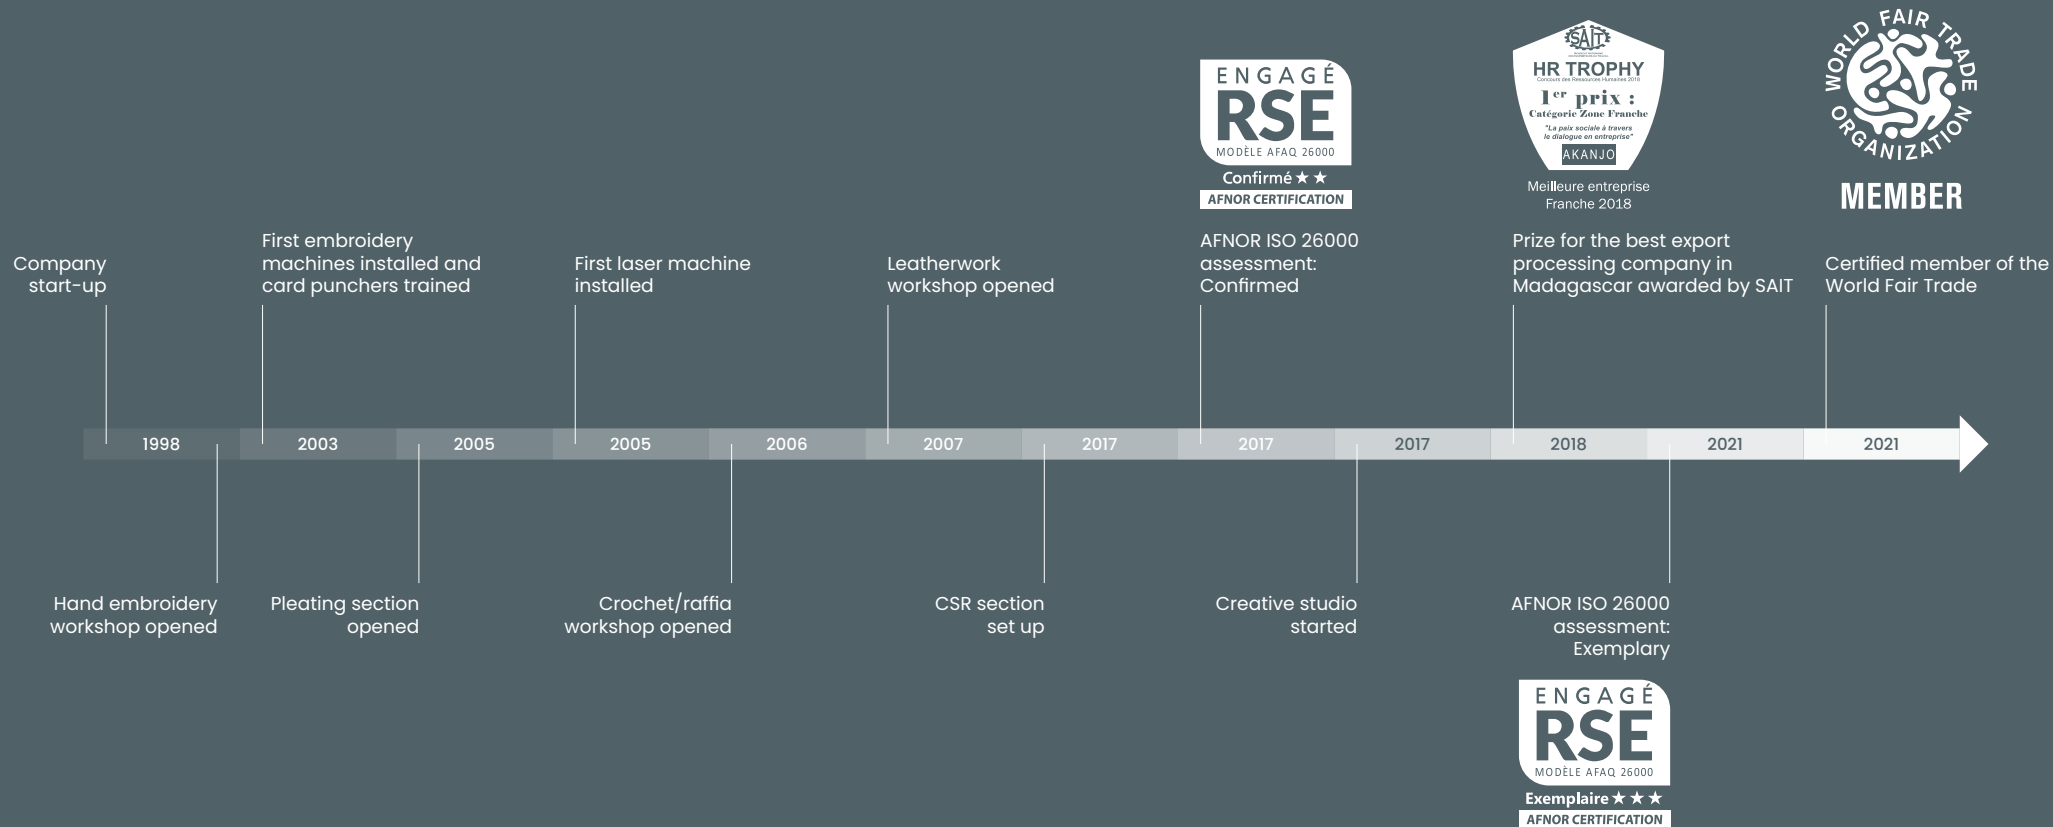 ENGAGÉ
RSE
MODÈLE AFAQ 26000
Confirmé ★ ★
AFNOR CERTIFICATION
SAIT
HR TROPHY
Concours des Ressources Humaines 2018
1er prix :
Catégorie Zone Franche
"La paix sociale à travers
le dialogue en entreprise"
AKANJO
Meilleure entreprise
Franche 2018
WORLD FAIR TRADE
ORGANIZATION
MEMBER
Company
start-up
First embroidery
machines installed and
card punchers trained
First laser machine
installed
Leatherwork
workshop opened
AFNOR ISO 26000
assessment:
Confirmed
Prize for the best export
processing company in
Madagascar awarded by SAIT
Certified member of the
World Fair Trade
1998
2003
2005
2005
2006
2007
2017
2017
2017
2018
2021
2021
Hand embroidery
workshop opened
Pleating section
opened
Crochet/raffia
workshop opened
CSR section
set up
Creative studio
started
AFNOR ISO 26000
assessment:
Exemplary
ENGAGÉ
RSE
MODÈLE AFAQ 26000
Exemplaire ★ ★ ★
AFNOR CERTIFICATION